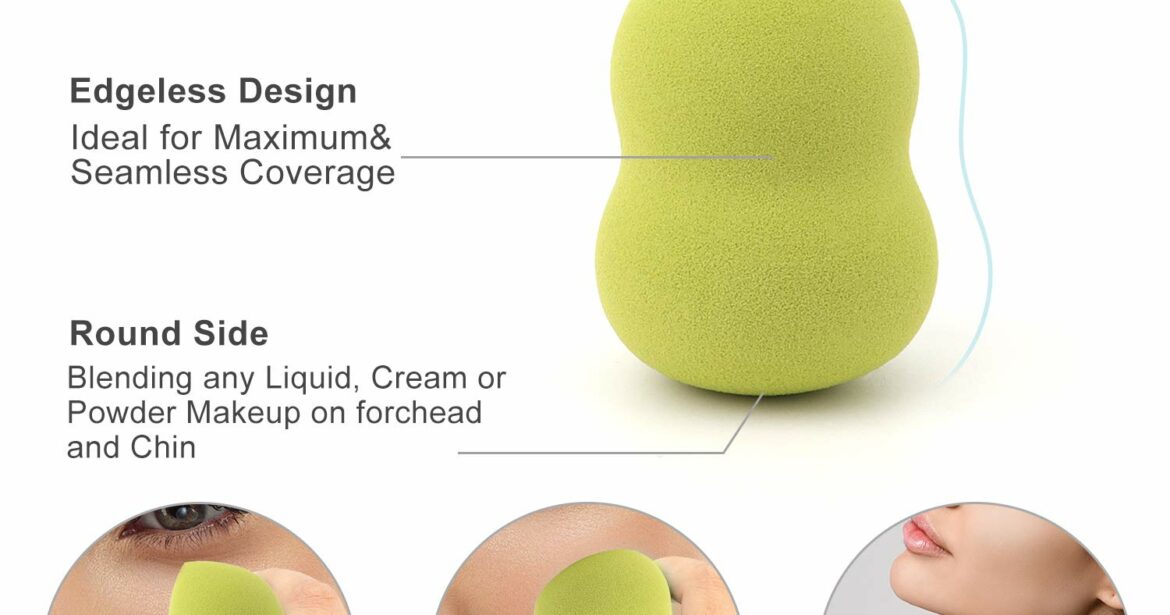 Edgeless Design
Ideal for Maximum&
Seamless Coverage
Round Side
Blending any Liquid, Cream or
Powder Makeup on forchead
and Chin